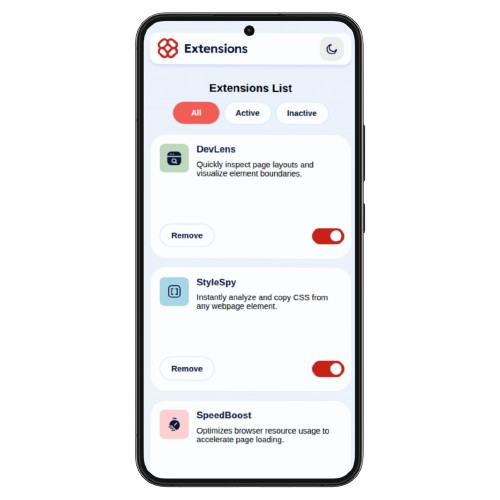 Extensions
Extensions List
All
Active
Inactive
DevLens
Quickly inspect page layouts and
visualize element boundaries.
Remove
StyleSpy
Instantly analyze and copy CSS from
any webpage element.
Remove
SpeedBoost
Optimizes browser resource usage to
accelerate page loading.